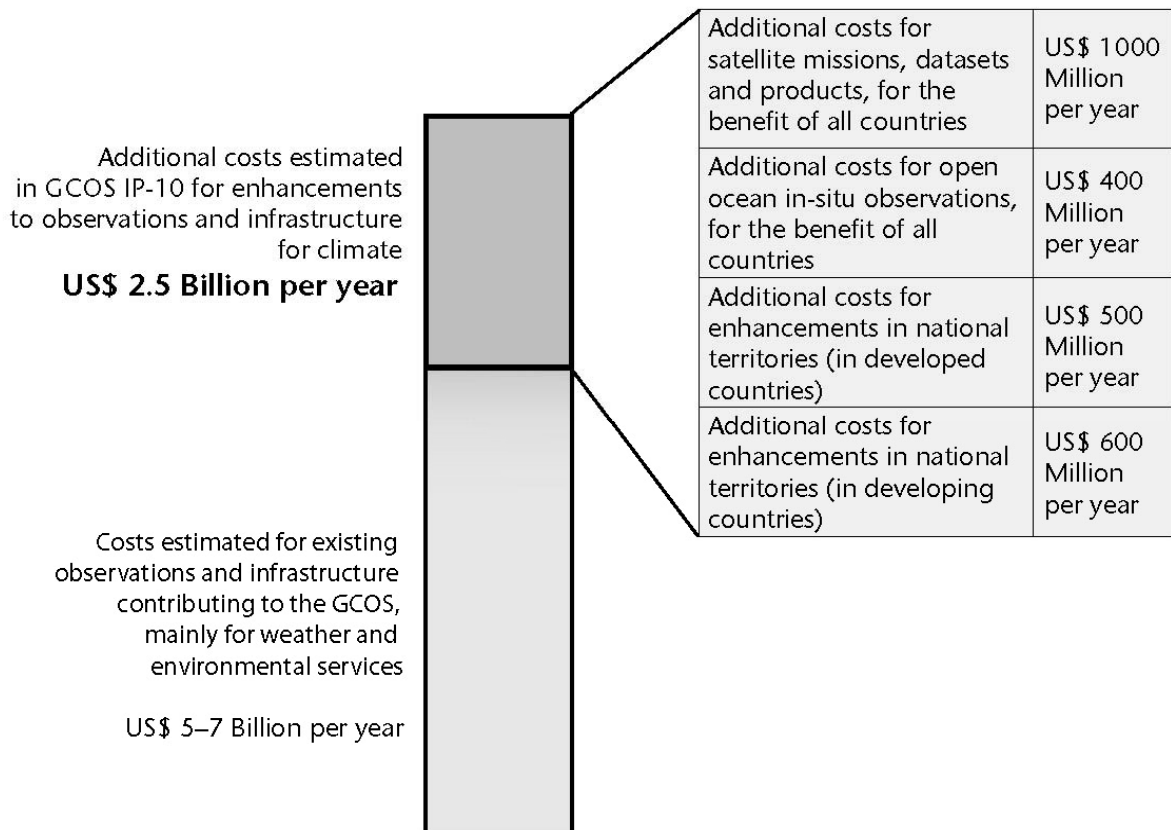 Additional costs estimated
in GCOS IP-10 for enhancements
to observations and infrastructure
for climate
US$ 2.5 Billion per year
Costs estimated for existing
observations and infrastructure
contributing to the GCOS,
mainly for weather and
environmental services
US$ 5–7 Billion per year
Additional costs for
satellite missions, datasets
and products, for the
benefit of all countries
US$ 1000
Million
per year
Additional costs for open
ocean in-situ observations,
for the benefit of all
countries
US$ 400
Million
per year
Additional costs for
enhancements in national
territories (in developed
countries)
US$ 500
Million
per year
Additional costs for
enhancements in national
territories (in developing
countries)
US$ 600
Million
per year